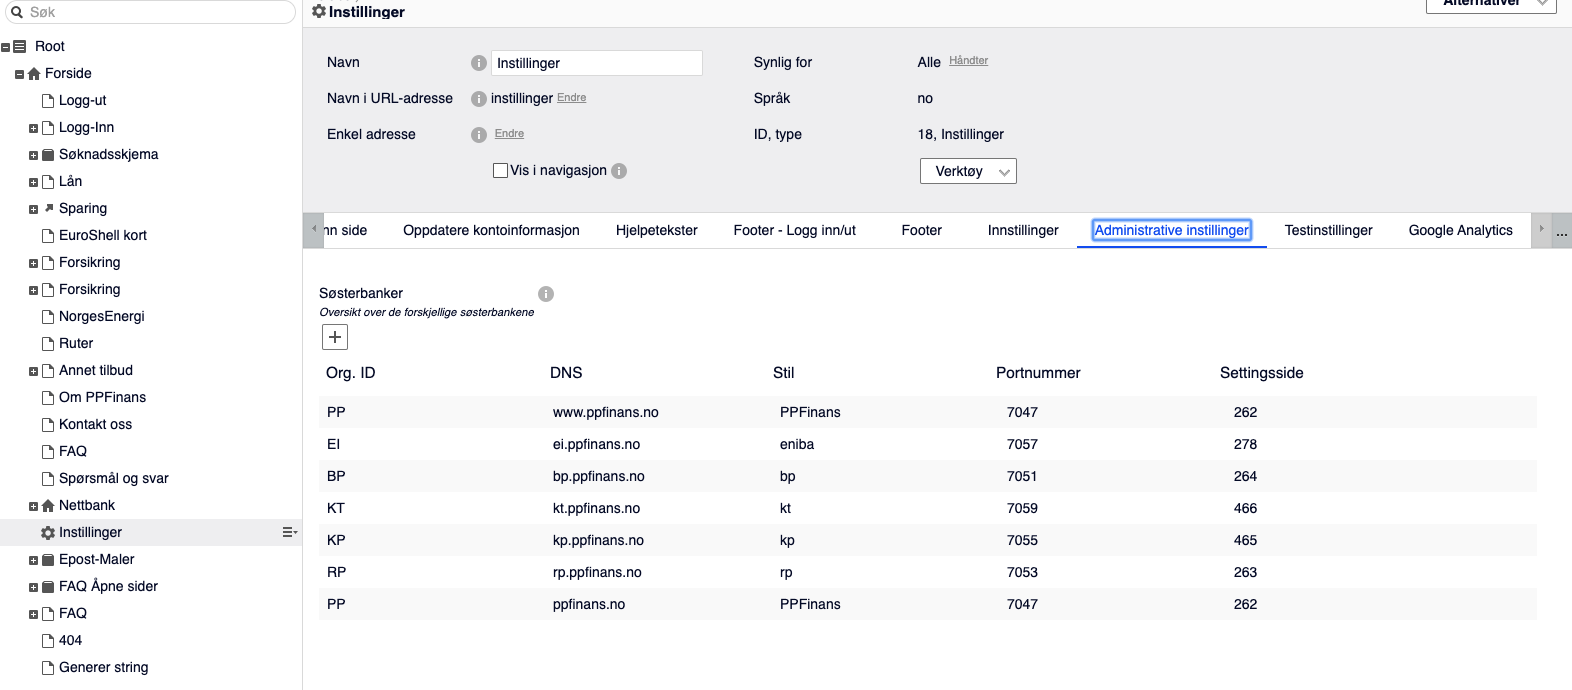 Søk
Root
Forside
Logg-ut
Logg-Inn
Søknadsskjema
Lån
Sparing
EuroShell kort
Forsikring
Forsikring
NorgesEnergi
Ruter
Annet tilbud
Om PPFinans
Kontakt oss
FAQ
Spørsmål og svar
Nettbank
Instillinger
Epost-Maler
FAQ Åpne sider
FAQ
404
Generer string
Instillinger
Alternativer
Navn Instillinger Synlig for Alle Håndter
Navn i URL-adresse instillinger Endre Språk no
Enkel adresse Endre ID, type 18, Instillinger
Vis i navigasjon Verktøy
nn side Oppdatere kontoinformasjon Hjelpetekster Footer - Logg inn/ut Footer Innstillinger Administrative instillinger Testinstillinger Google Analytics ...
Søsterbanker
Oversikt over de forskjellige søsterbankene
Org. ID DNS Stil Portnummer Settingsside
PP www.ppfinans.no PPFinans 7047 262
EI ei.ppfinans.no eniba 7057 278
BP bp.ppfinans.no bp 7051 264
KT kt.ppfinans.no kt 7059 466
KP kp.ppfinans.no kp 7055 465
RP rp.ppfinans.no rp 7053 263
PP ppfinans.no PPFinans 7047 262